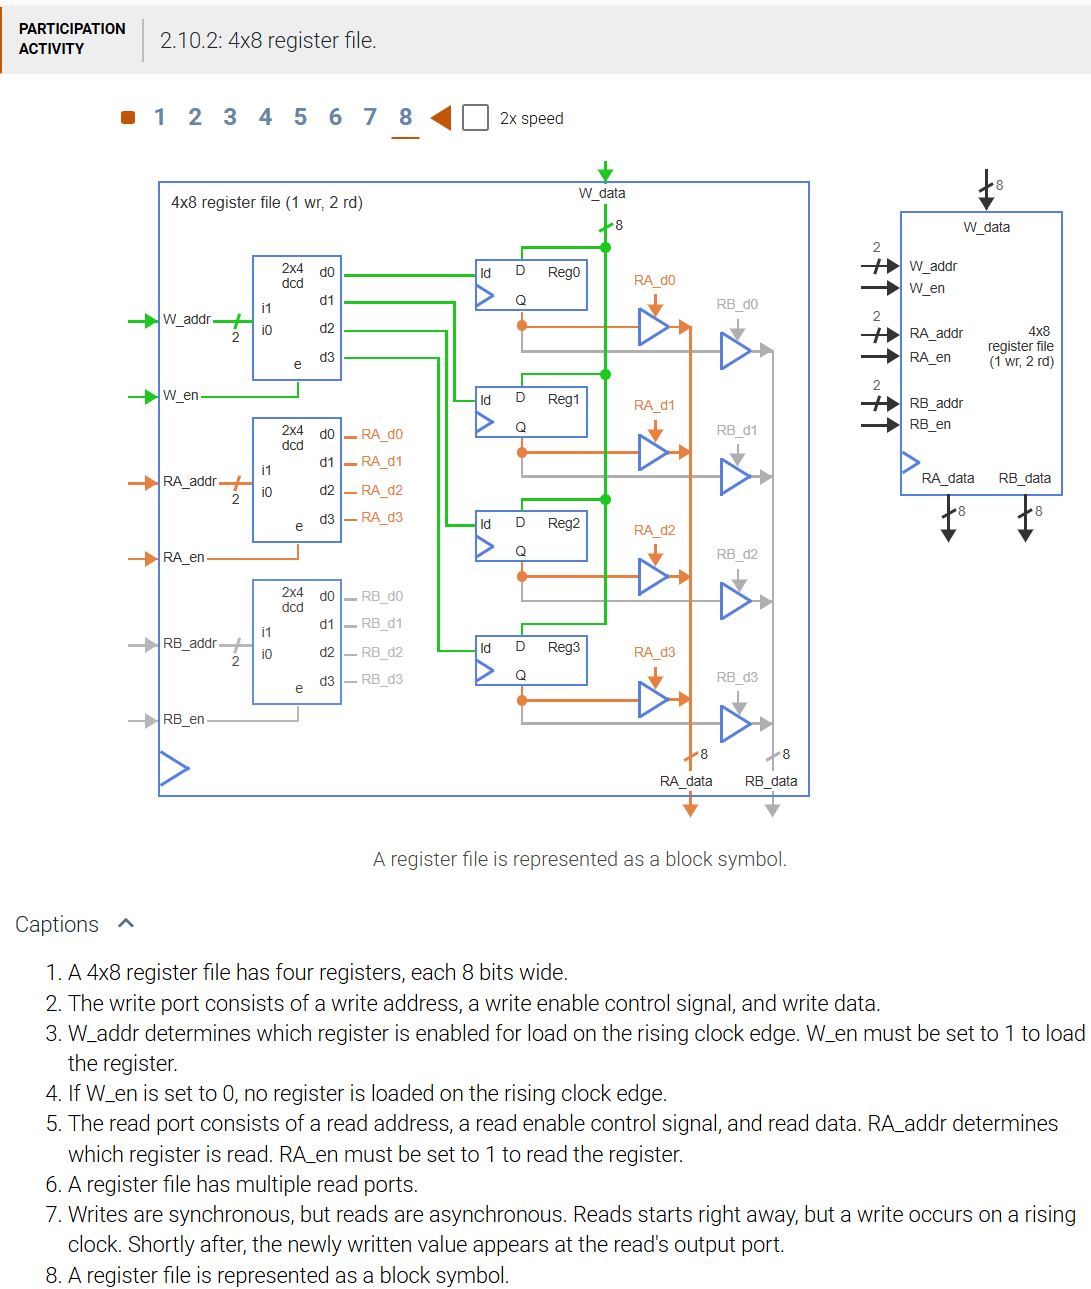 PARTICIPATION
ACTIVITY
2.10.2: 4x8 register file.
1 2 3 4 5 6 7 8 2x speed
4x8 register file (1 wr, 2 rd)
W_data
8
2x4
dcd
d0
d1
d2
d3
i1
i0
e
W_addr
2
W_en
2x4
dcd
d0
d1
d2
d3
i1
i0
e
RA_addr
2
RA_en
RA_d0
RA_d1
RA_d2
RA_d3
2x4
dcd
d0
d1
d2
d3
i1
i0
e
RB_addr
2
RB_en
RB_d0
RB_d1
RB_d2
RB_d3
ld D Reg0
Q
RA_d0
RB_d0
ld D Reg1
Q
RA_d1
RB_d1
ld D Reg2
Q
RA_d2
RB_d2
ld D Reg3
Q
RA_d3
RB_d3
8
8
RA_data
RB_data
8
W_data
2
W_addr
W_en
2
RA_addr
RA_en
4x8
register file
(1 wr, 2 rd)
2
RB_addr
RB_en
RA_data
RB_data
8
8
A register file is represented as a block symbol.
Captions
1. A 4x8 register file has four registers, each 8 bits wide.
2. The write port consists of a write address, a write enable control signal, and write data.
3. W_addr determines which register is enabled for load on the rising clock edge. W_en must be set to 1 to load
the register.
4. If W_en is set to 0, no register is loaded on the rising clock edge.
5. The read port consists of a read address, a read enable control signal, and read data. RA_addr determines
which register is read. RA_en must be set to 1 to read the register.
6. A register file has multiple read ports.
7. Writes are synchronous, but reads are asynchronous. Reads starts right away, but a write occurs on a rising
clock. Shortly after, the newly written value appears at the read's output port.
8. A register file is represented as a block symbol.